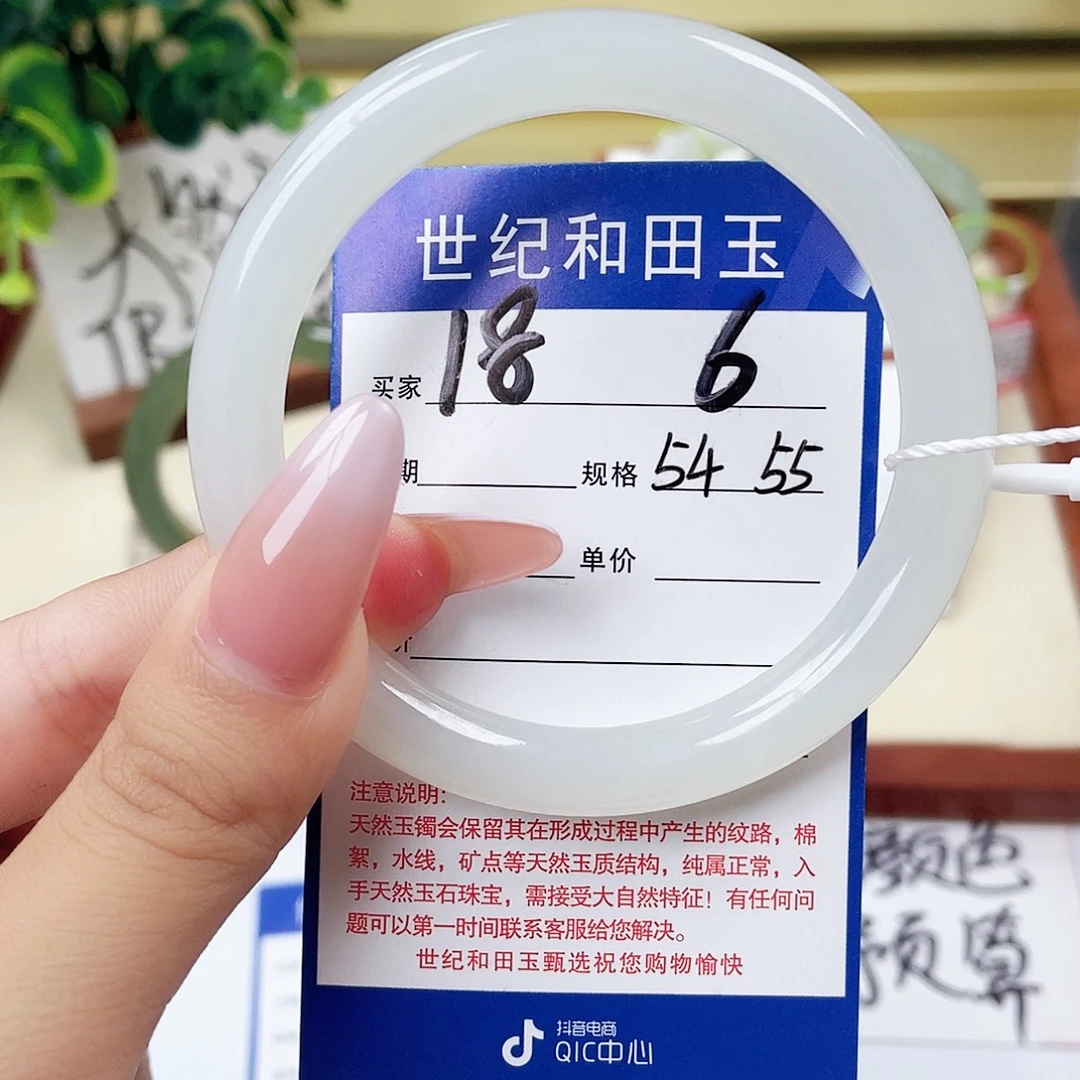 世纪和田玉
买家 18 6
期 规格 54 55
单价
注意说明:
天然玉镯会保留其在形成过程中产生的纹路，棉
絮，水线，矿点等天然玉质结构，纯属正常，入
手天然玉石珠宝，需接受大自然特征！有任何问
题可以第一时间联系客服给您解决。
世纪和田玉甄选祝您购物愉快
抖音电商
QIC中心
颜色
预算